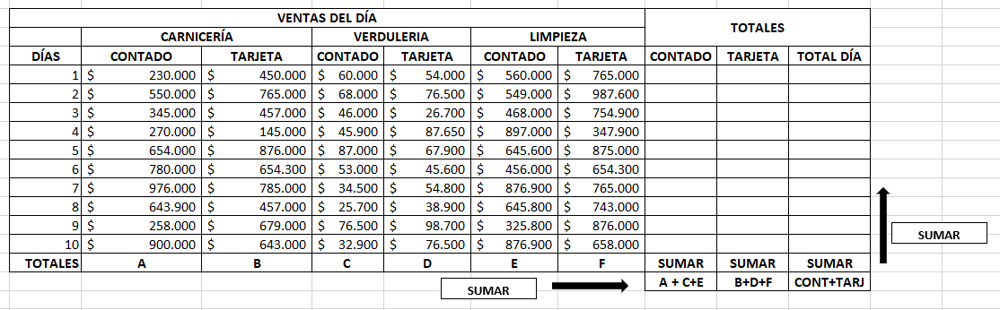 VENTAS DEL DÍA TOTALES
CARNICERÍA VERDULERIA LIMPIEZA
DÍAS CONTADO TARJETA CONTADO TARJETA CONTADO TARJETA CONTADO TARJETA TOTAL DÍA
1 $ 230.000 $ 450.000 $ 60.000 $ 54.000 $ 560.000 $ 765.000
2 $ 550.000 $ 765.000 $ 68.000 $ 76.500 $ 549.000 $ 987.600
3 $ 345.000 $ 457.000 $ 46.000 $ 26.700 $ 468.000 $ 754.900
4 $ 270.000 $ 145.000 $ 45.900 $ 87.650 $ 897.000 $ 347.900
5 $ 654.000 $ 876.000 $ 87.000 $ 67.900 $ 645.600 $ 875.000
6 $ 780.000 $ 654.300 $ 53.000 $ 45.600 $ 456.000 $ 654.300
7 $ 976.000 $ 785.000 $ 34.500 $ 54.800 $ 876.900 $ 765.000
8 $ 643.900 $ 457.000 $ 25.700 $ 38.900 $ 645.800 $ 743.000
9 $ 258.000 $ 679.000 $ 76.500 $ 98.700 $ 325.800 $ 876.000
10 $ 900.000 $ 643.000 $ 32.900 $ 76.500 $ 876.900 $ 658.000
SUMAR
TOTALES A B C D E F SUMAR SUMAR SUMAR
SUMAR A + C+E B+D+F CONT+TARJ